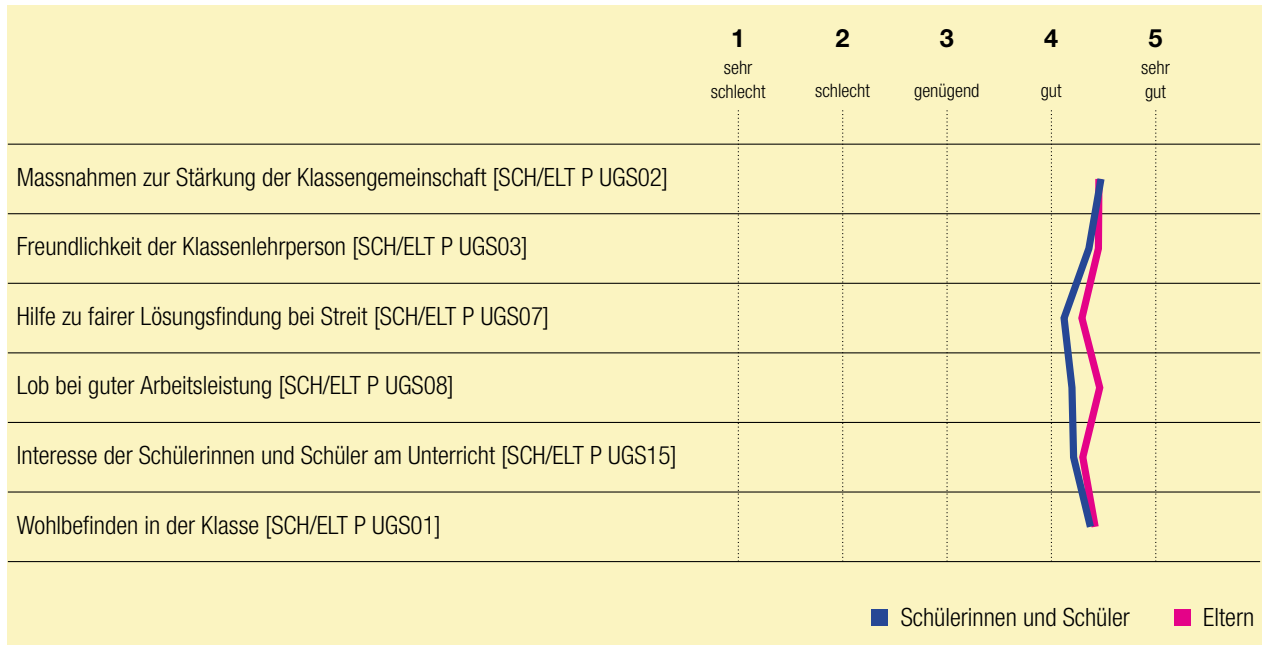 1 2 3 4 5
sehr schlecht schlecht genügend gut sehr gut
Massnahmen zur Stärkung der Klassengemeinschaft [SCH/ELT P UGS02]
Freundlichkeit der Klassenlehrperson [SCH/ELT P UGS03]
Hilfe zu fairer Lösungsfindung bei Streit [SCH/ELT P UGS07]
Lob bei guter Arbeitsleistung [SCH/ELT P UGS08]
Interesse der Schülerinnen und Schüler am Unterricht [SCH/ELT P UGS15]
Wohlbefinden in der Klasse [SCH/ELT P UGS01]
Schülerinnen und Schüler Eltern